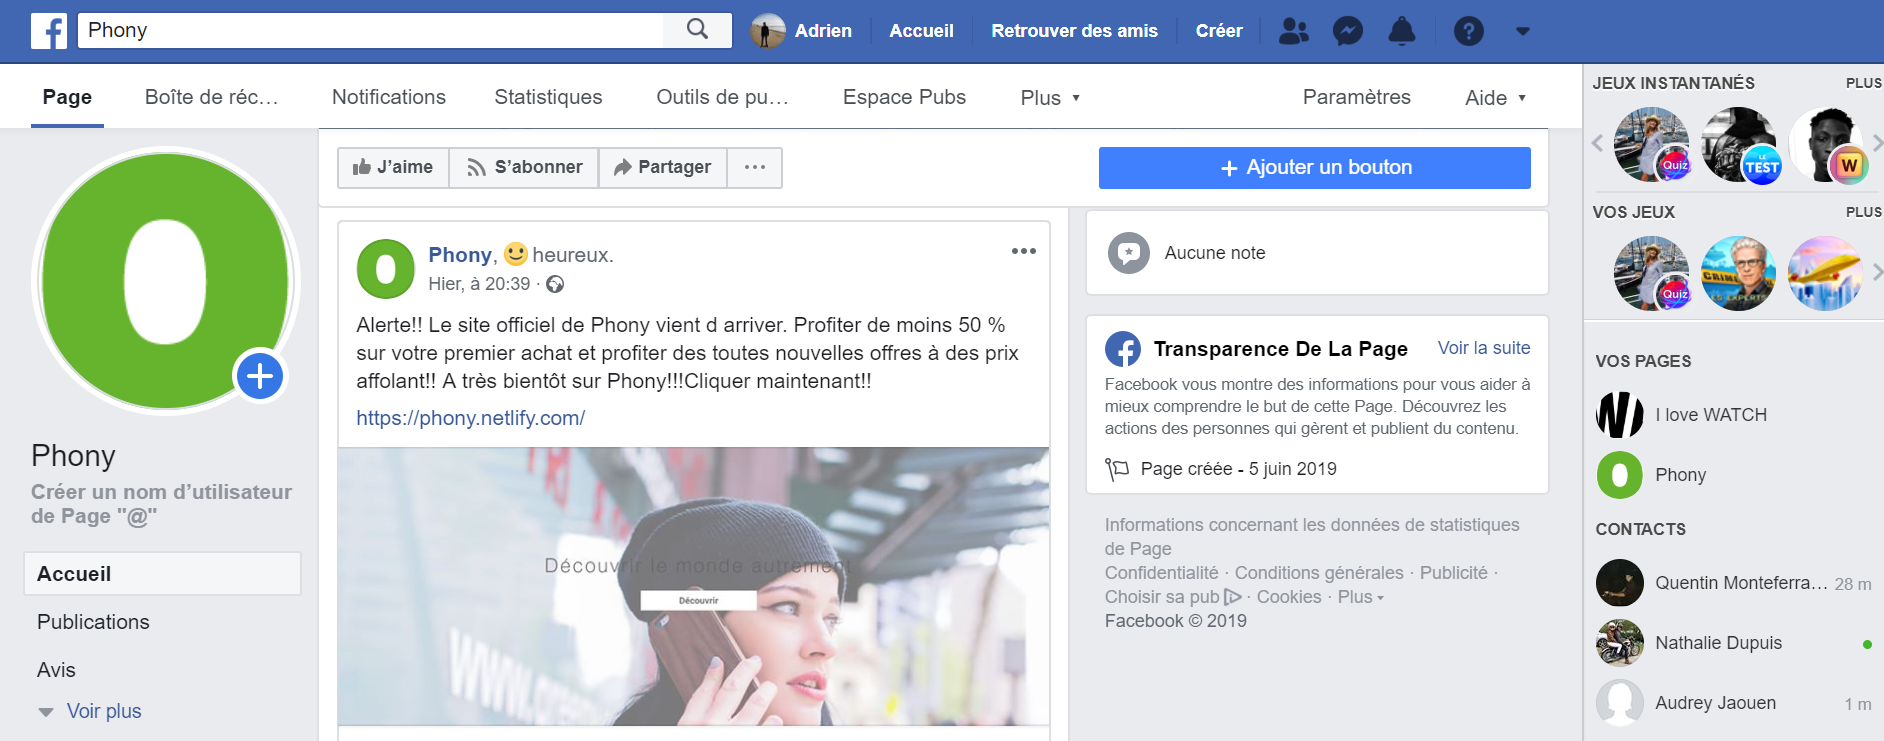 Phony
Adrien
Accueil
Retrouver des amis
Créer
Page
Boîte de réc…
Notifications
Statistiques
Outils de pu…
Espace Pubs
Plus
Paramètres
Aide
J’aime
S’abonner
Partager
+ Ajouter un bouton
Phony
Créer un nom d’utilisateur
de Page "@"
Accueil
Publications
Avis
Voir plus
Phony, heureux.
Hier, à 20:39 ·
Alerte!! Le site officiel de Phony vient d arriver. Profiter de moins 50 %
sur votre premier achat et profiter des toutes nouvelles offres à des prix
affolant!! A très bientôt sur Phony!!!Cliquer maintenant!!
https://phony.netlify.com/
Découvrir le monde autrement
Découvrir
Aucune note
Transparence De La Page
Voir la suite
Facebook vous montre des informations pour vous aider à
mieux comprendre le but de cette Page. Découvrez les
actions des personnes qui gèrent et publient du contenu.
Page créée - 5 juin 2019
Informations concernant les données de statistiques
de Page
Confidentialité · Conditions générales · Publicité ·
Choisir sa pub · Cookies · Plus
Facebook © 2019
JEUX INSTANTANÉS
PLUS
Quiz
LE
TEST
W
VOS JEUX
PLUS
Quiz
CRIME
LES EXPERTS
VOS PAGES
I love WATCH
Phony
CONTACTS
Quentin Monteferra… 28 m
Nathalie Dupuis
Audrey Jaouen 1 m